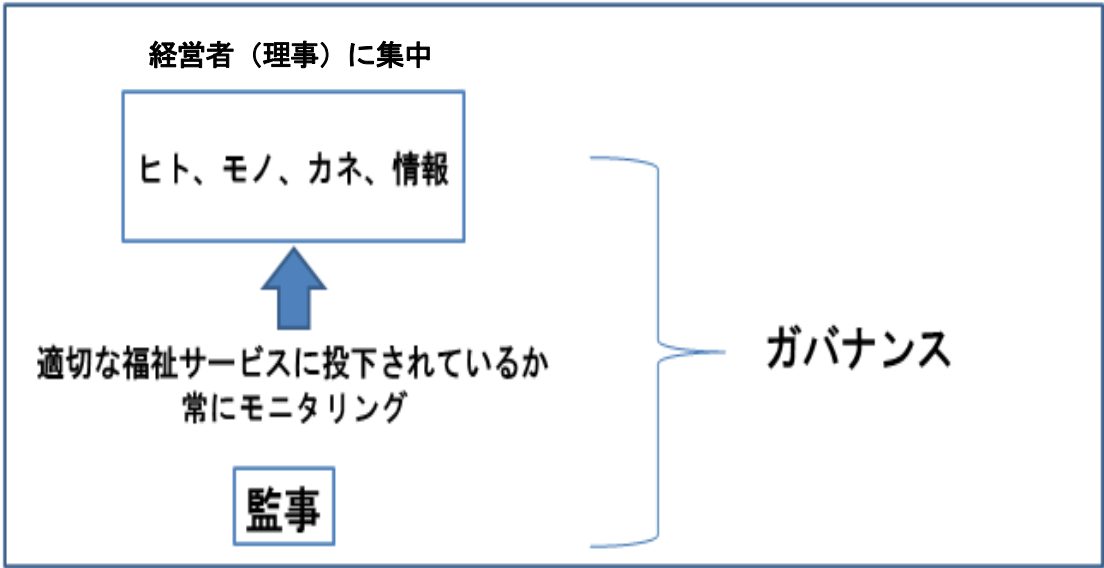 経営者（理事）に集中
ヒト、モノ、カネ、情報
適切な福祉サービスに投下されているか
常にモニタリング
監事
ガバナンス